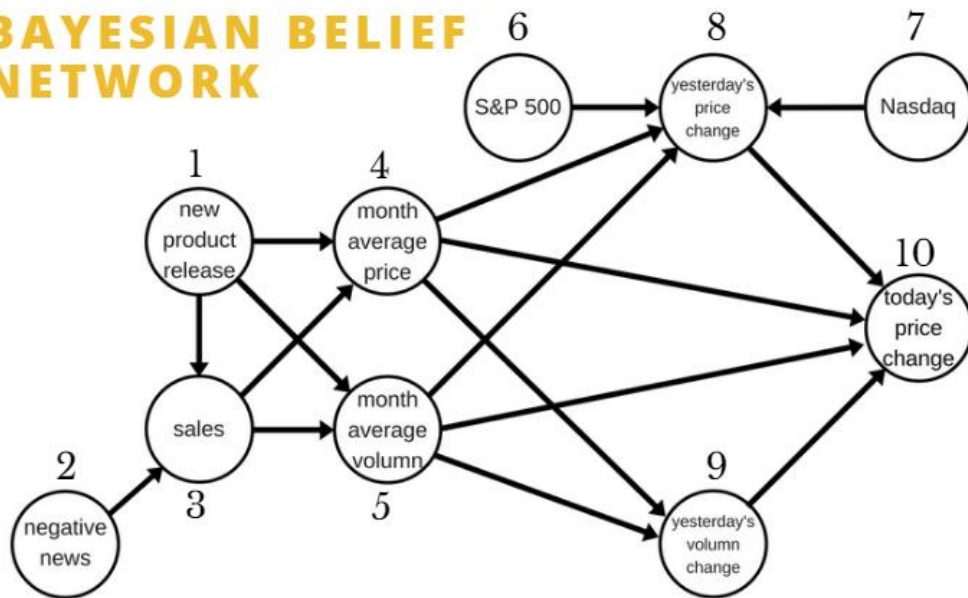 BAYESIAN BELIEF
NETWORK
6
8
7
S&P 500
yesterday's
price
change
Nasdaq
1
4
new
product
release
month
average
price
10
today's
price
change
sales
month
average
volumn
2
3
5
9
negative
news
yesterday's
volumn
change